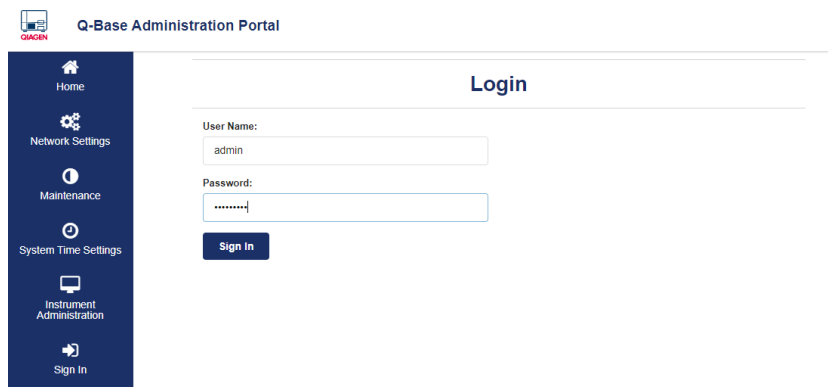 QIAGEN
Q-Base Administration Portal
Home
Network Settings
Maintenance
System Time Settings
Instrument
Administration
Sign In
Login
User Name:
admin
Password:
•••••••••
Sign In